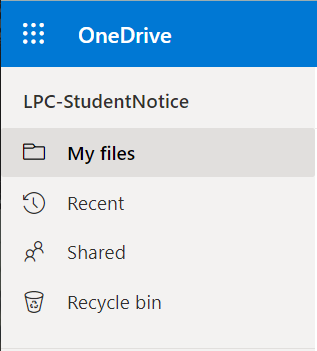 OneDrive
LPC-StudentNotice
My files
Recent
Shared
Recycle bin